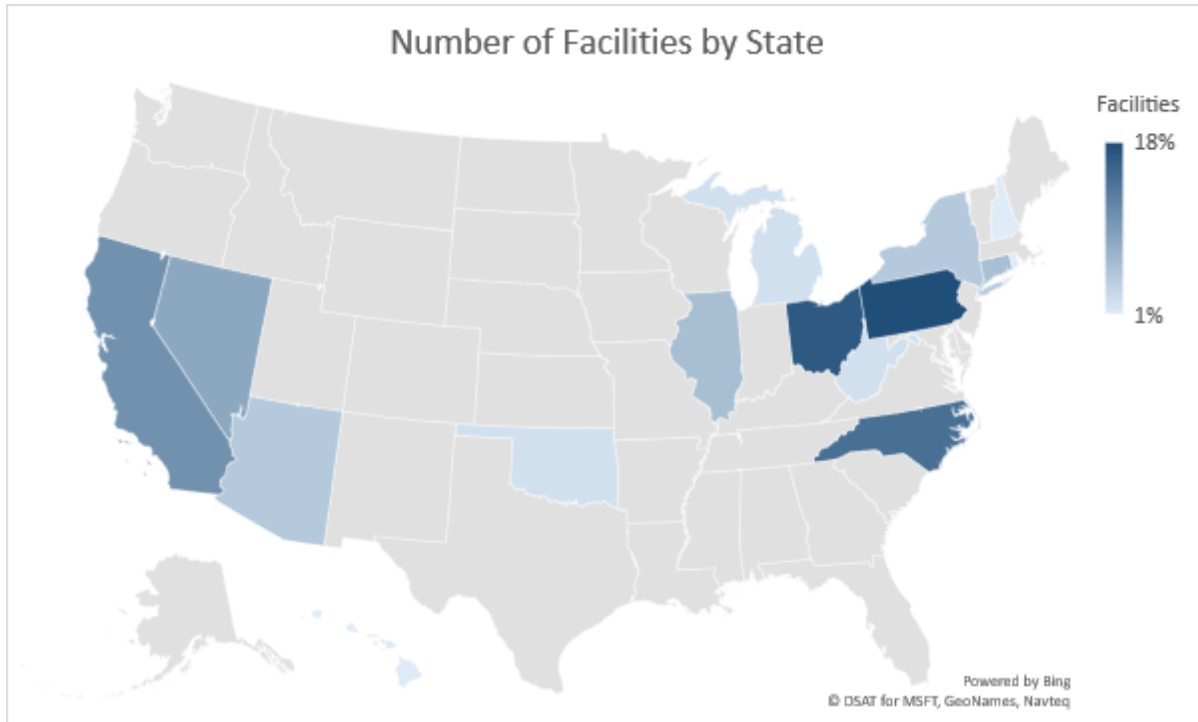 Number of Facilities by State
Facilities
18%
1%
Powered by Bing
© DSAT for MSFT, GeoNames, Navteq